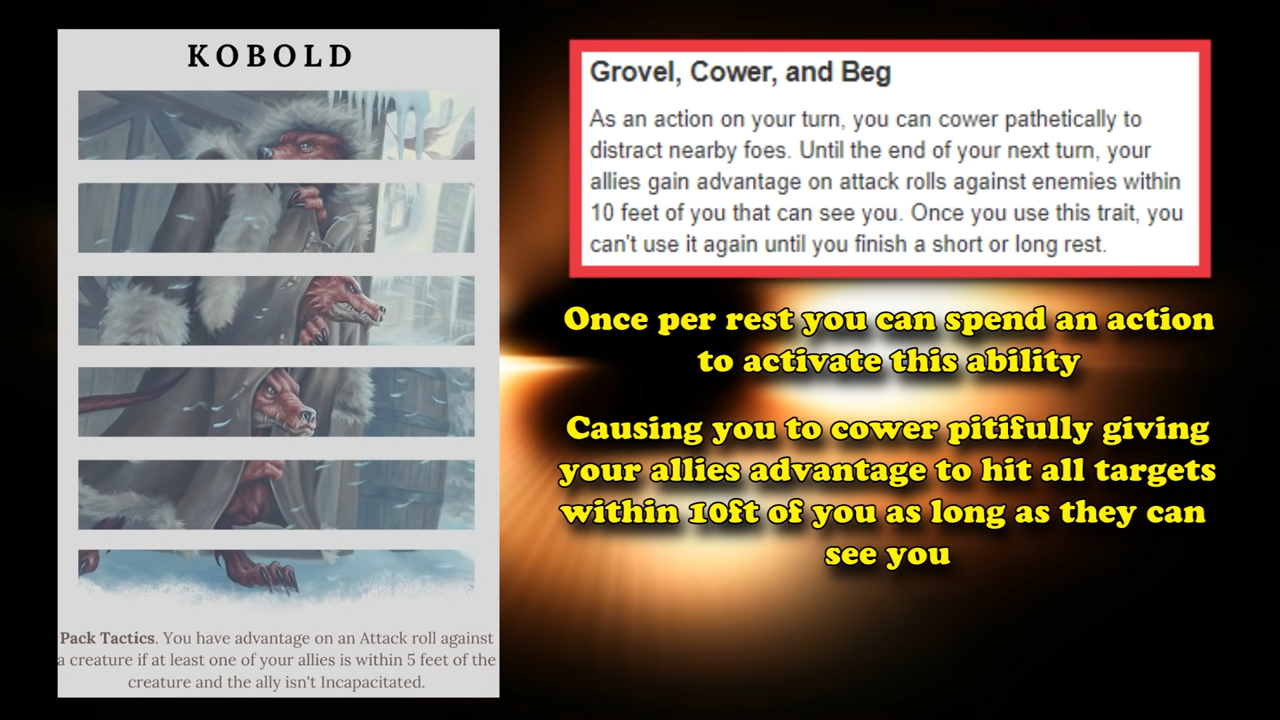 KOBOLD
Pack Tactics. You have advantage on an Attack roll against
a creature if at least one of your allies is within 5 feet of the
creature and the ally isn't Incapacitated.
Grovel, Cower, and Beg
As an action on your turn, you can cower pathetically to
distract nearby foes. Until the end of your next turn, your
allies gain advantage on attack rolls against enemies within
10 feet of you that can see you. Once you use this trait, you
can't use it again until you finish a short or long rest.
Once per rest you can spend an action
to activate this ability
Causing you to cower pitifully giving
your allies advantage to hit all targets
within 10ft of you as long as they can
see you